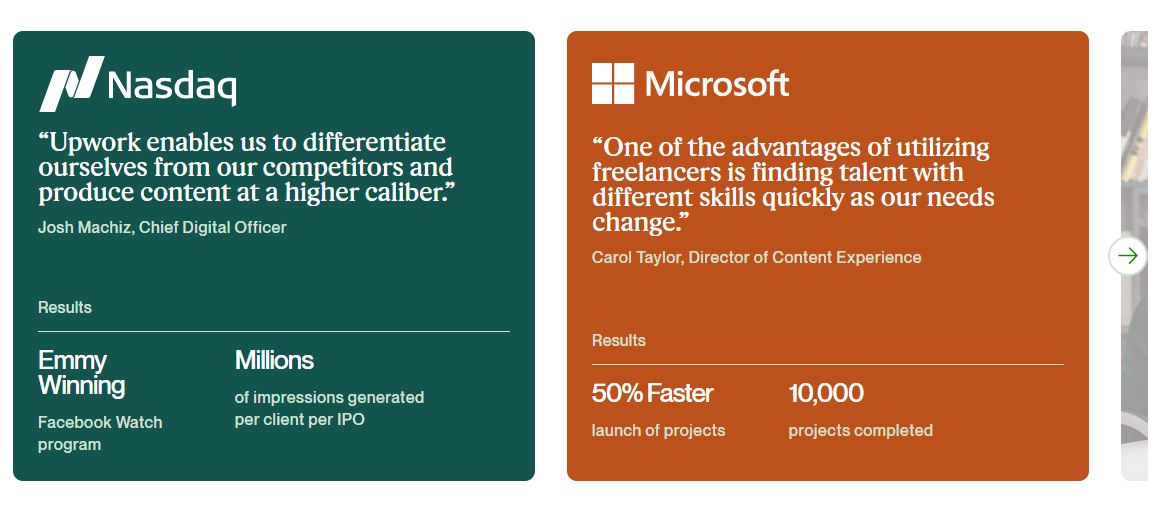 Nasdaq
“Upwork enables us to differentiate
ourselves from our competitors and
produce content at a higher caliber.”
Josh Machiz, Chief Digital Officer
Results
Emmy
Winning
Facebook Watch
program
Millions
of impressions generated
per client per IPO
Microsoft
“One of the advantages of utilizing
freelancers is finding talent with
different skills quickly as our needs
change.”
Carol Taylor, Director of Content Experience
Results
50% Faster
launch of projects
10,000
projects completed